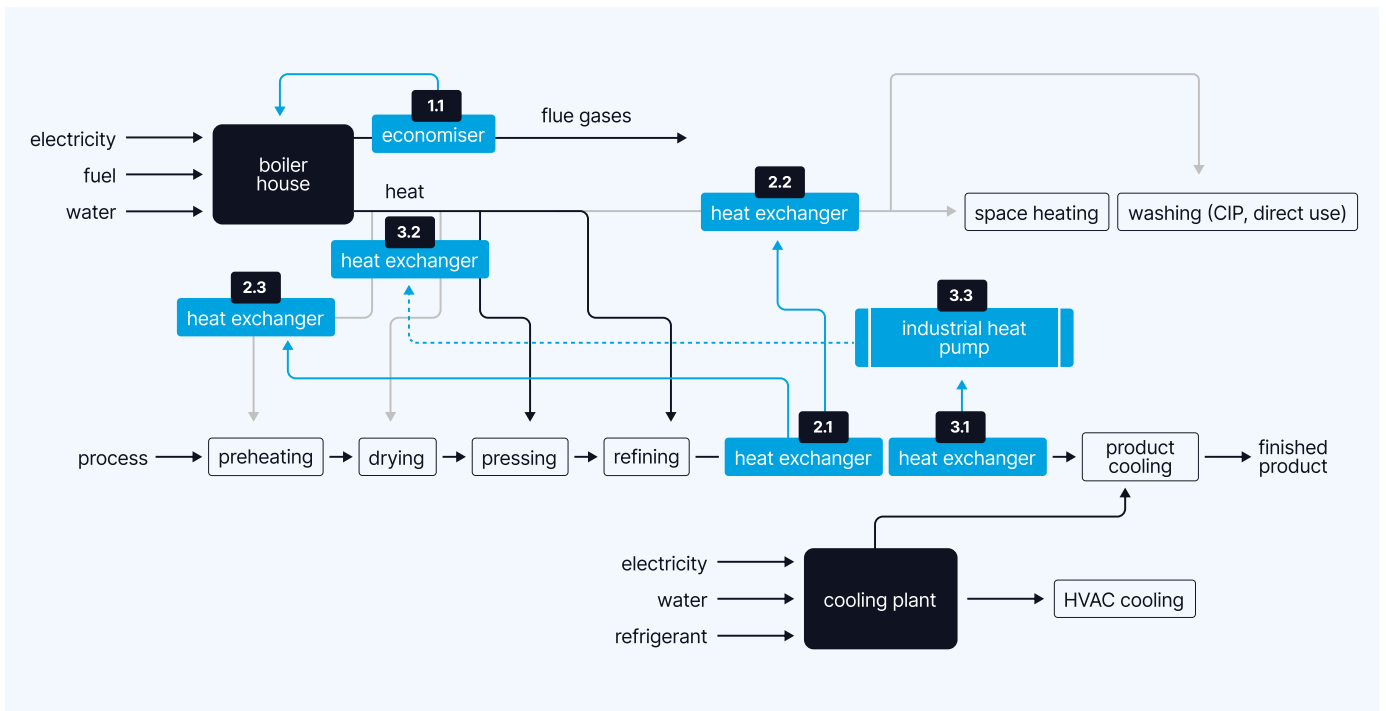 1.1
economiser
flue gases
electricity
fuel
water
boiler
house
heat
2.2
heat exchanger
space heating
washing (CIP, direct use)
3.2
heat exchanger
2.3
heat exchanger
3.3
industrial heat
pump
process
preheating
drying
pressing
refining
2.1
heat exchanger
3.1
heat exchanger
product
cooling
finished
product
electricity
water
refrigerant
cooling plant
HVAC cooling